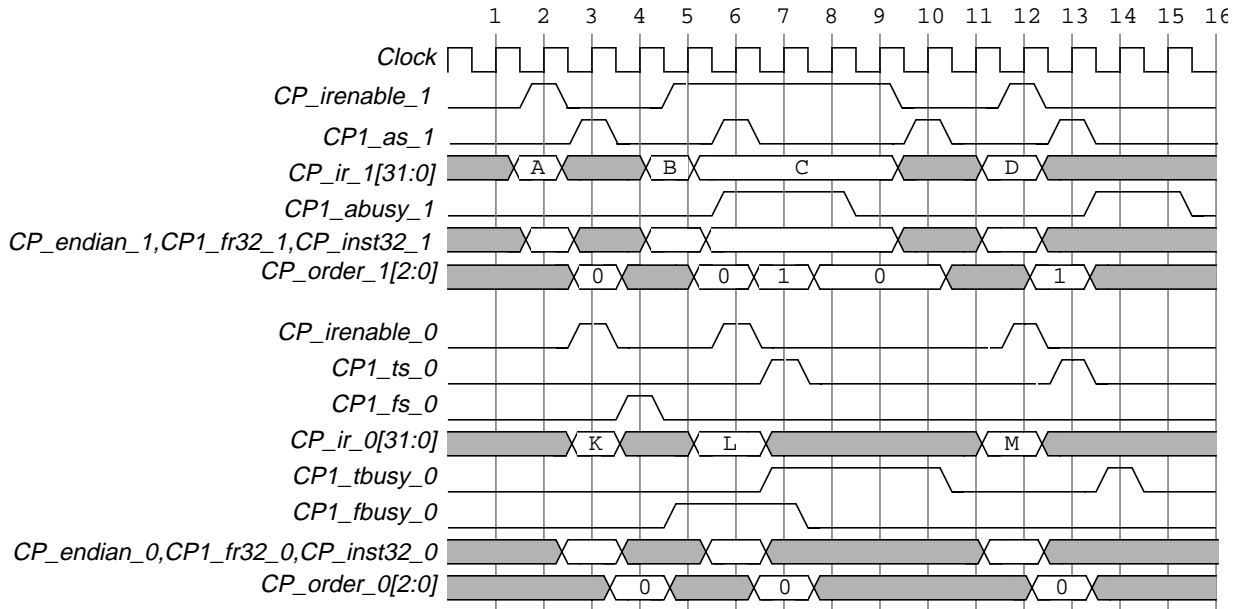 1 2 3 4 5 6 7 8 9 10 11 12 13 14 15 16
Clock
CP_irenable_1
CP1_as_1
CP_ir_1[31:0] A B C D
CP1_abusy_1
CP_endian_1,CP1_fr32_1,CP_inst32_1
CP_order_1[2:0] 0 0 1 0 1
CP_irenable_0
CP1_ts_0
CP1_fs_0
CP_ir_0[31:0] K L M
CP1_tbusy_0
CP1_fbusy_0
CP_endian_0,CP1_fr32_0,CP_inst32_0
CP_order_0[2:0] 0 0 0